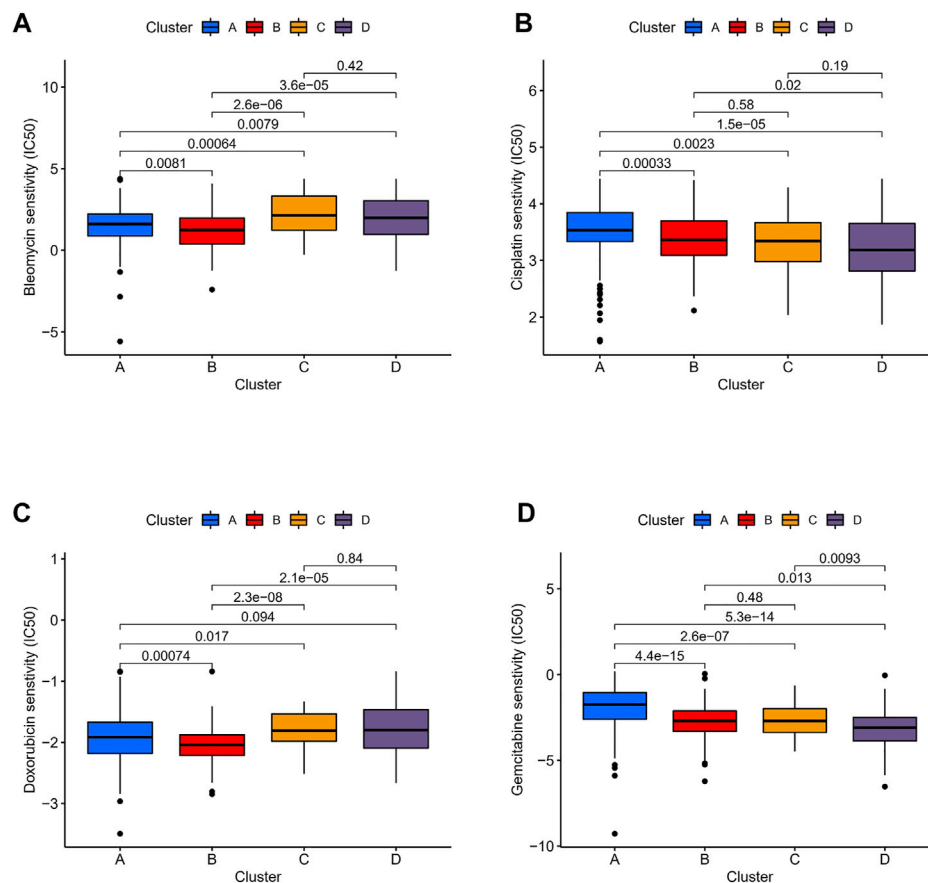 A
Cluster A B C D
Bleomycin senstivity (IC50)
10
5
0
−5
0.42
3.6e−05
2.6e−06
0.0079
0.00064
0.0081
A B C D
Cluster
B
Cluster A B C D
Cisplatin senstivity (IC50)
6
5
4
3
2
0.19
0.02
0.58
1.5e−05
0.0023
0.00033
A B C D
Cluster
C
Cluster A B C D
Doxorubicin senstivity (IC50)
1
0
−1
−2
−3
0.84
2.1e−05
2.3e−08
0.094
0.017
0.00074
A B C D
Cluster
D
Cluster A B C D
Gemcitabine senstivity (IC50)
5
0
−5
−10
0.0093
0.013
0.48
5.3e−14
2.6e−07
4.4e−15
A B C D
Cluster